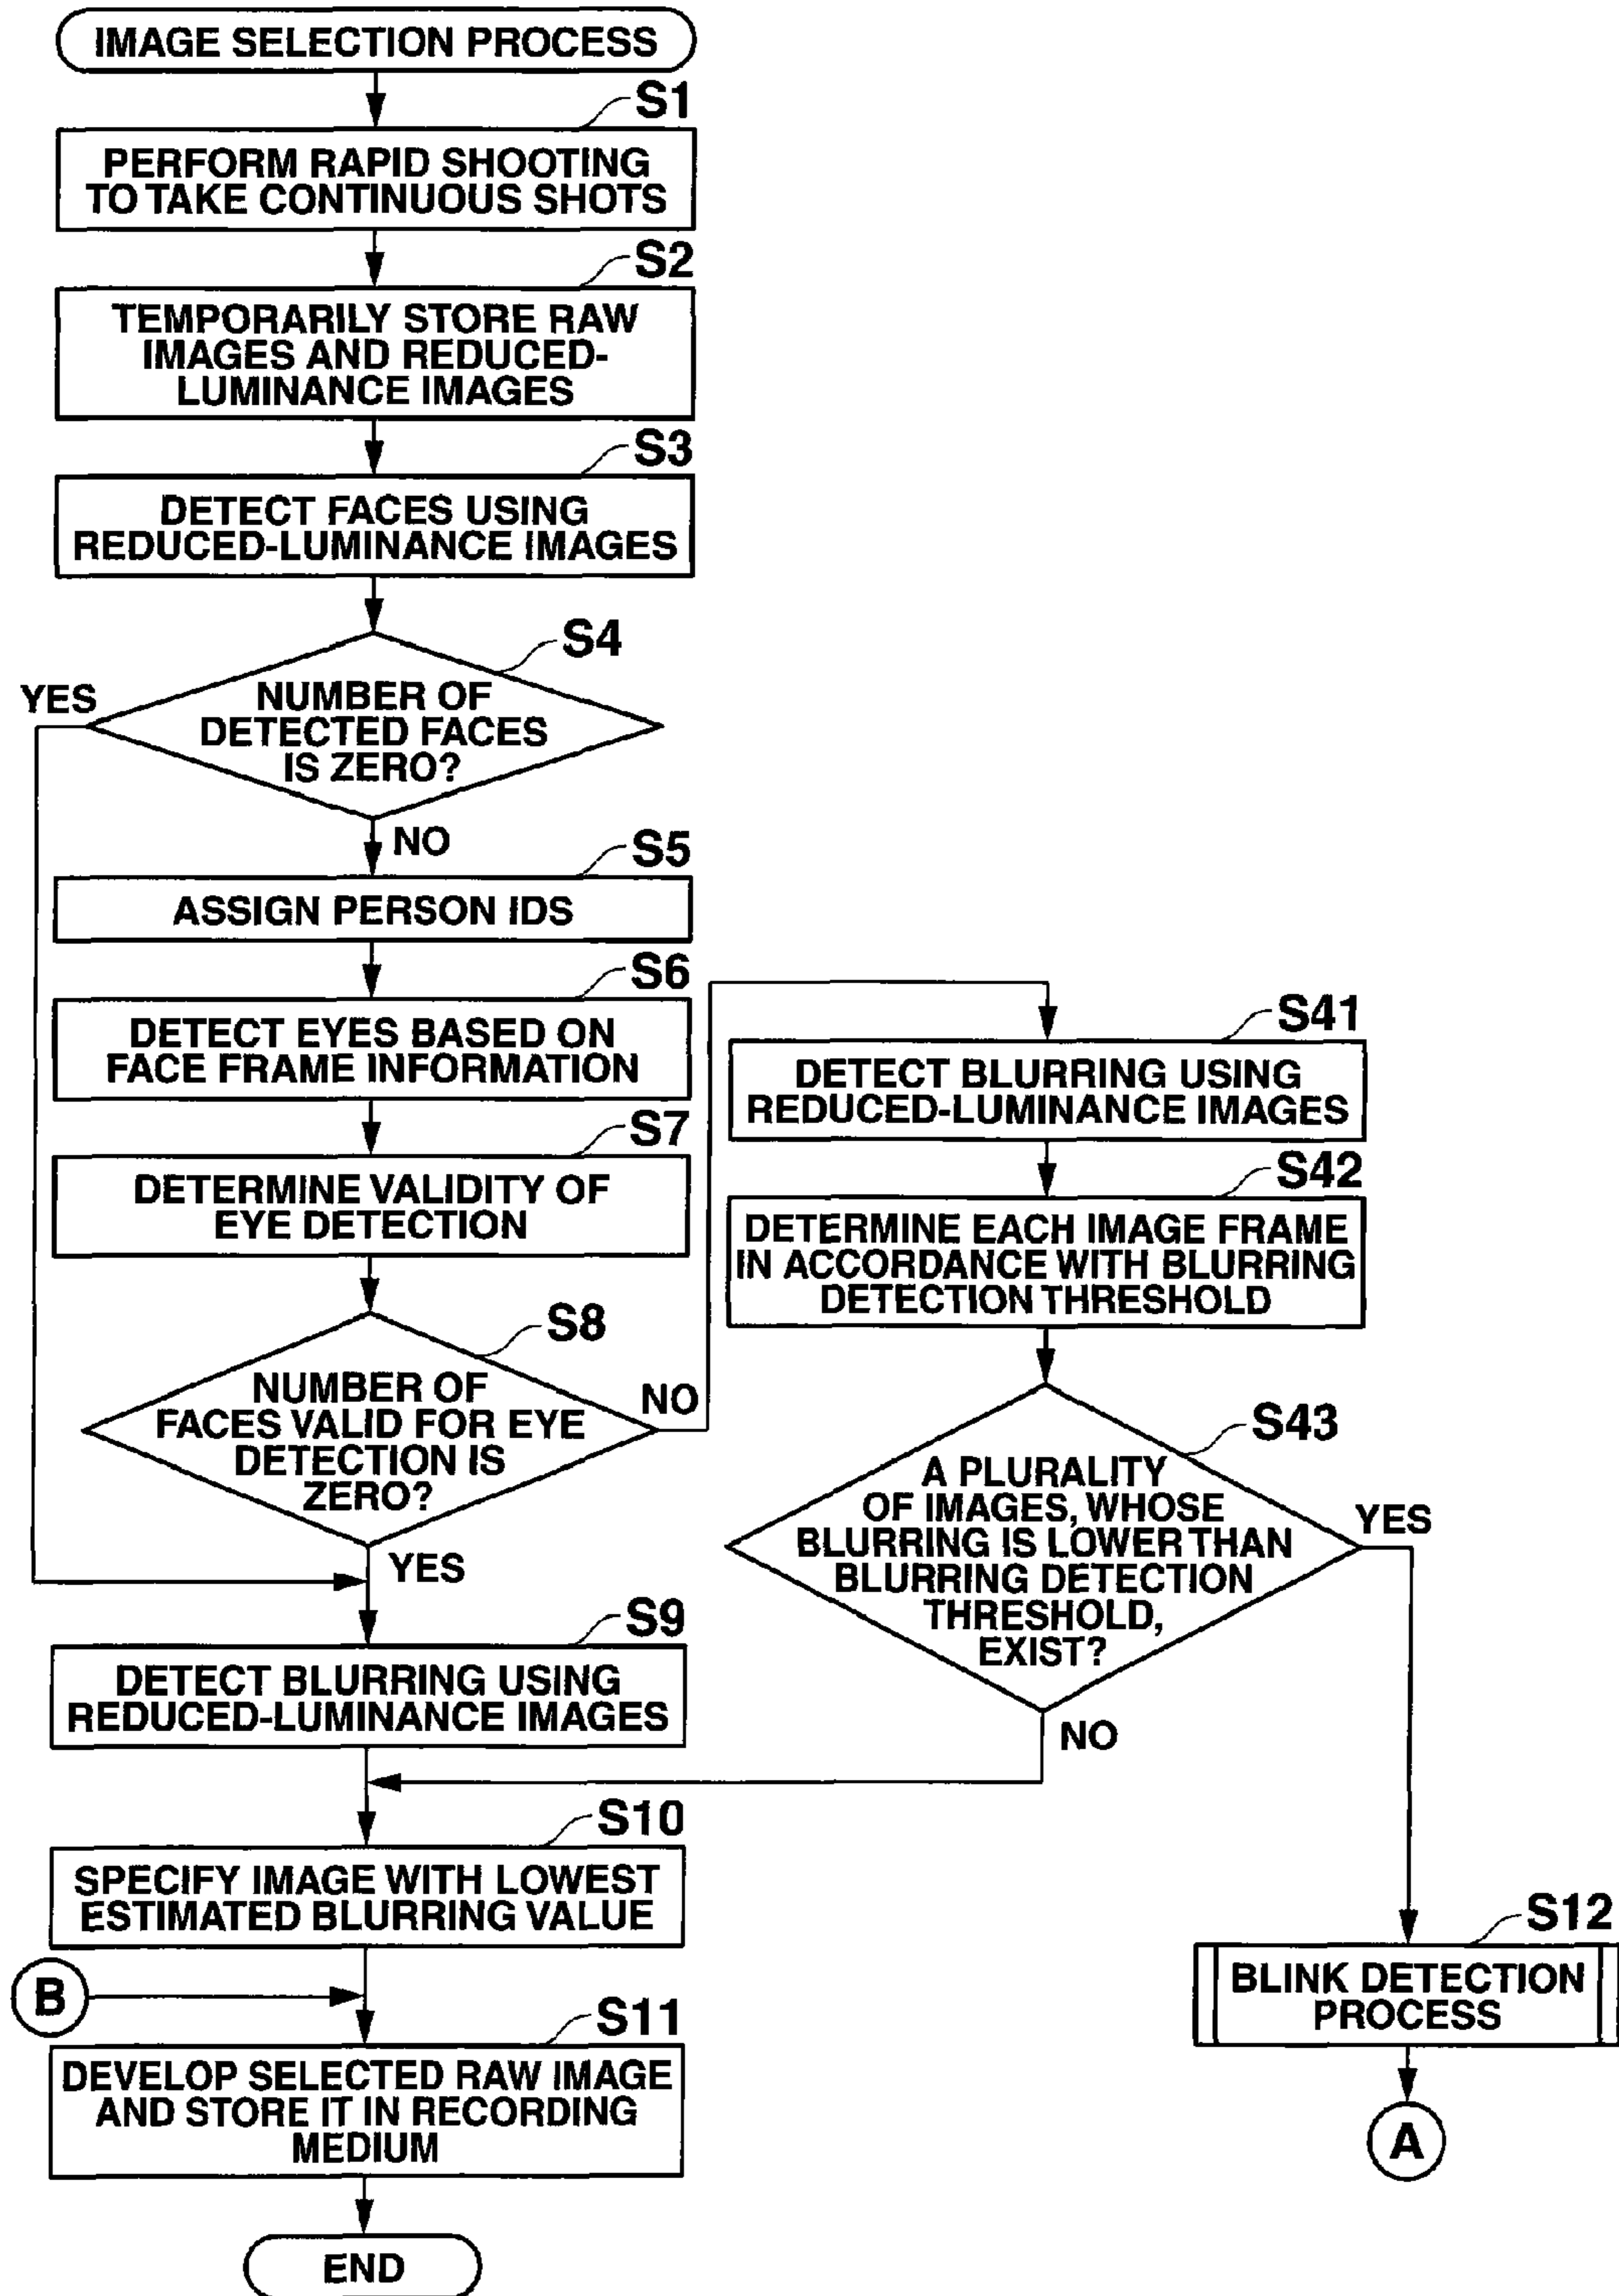 IMAGE SELECTION PROCESS
S1
PERFORM RAPID SHOOTING
TO TAKE CONTINUOUS SHOTS
S2
TEMPORARILY STORE RAW
IMAGES AND REDUCED-
LUMINANCE IMAGES
S3
DETECT FACES USING
REDUCED-LUMINANCE IMAGES
S4
YES
NUMBER OF
DETECTED FACES
IS ZERO?
NO
S5
ASSIGN PERSON IDS
S6
DETECT EYES BASED ON
FACE FRAME INFORMATION
S7
DETERMINE VALIDITY OF
EYE DETECTION
S8
NUMBER OF
FACES VALID FOR EYE
DETECTION IS
ZERO?
NO
YES
S9
DETECT BLURRING USING
REDUCED-LUMINANCE IMAGES
S10
SPECIFY IMAGE WITH LOWEST
ESTIMATED BLURRING VALUE
B
S11
DEVELOP SELECTED RAW IMAGE
AND STORE IT IN RECORDING
MEDIUM
END
S41
DETECT BLURRING USING
REDUCED-LUMINANCE IMAGES
S42
DETERMINE EACH IMAGE FRAME
IN ACCORDANCE WITH BLURRING
DETECTION THRESHOLD
S43
A PLURALITY
OF IMAGES, WHOSE
BLURRING IS LOWER THAN
BLURRING DETECTION
THRESHOLD,
EXIST?
YES
NO
S12
BLINK DETECTION
PROCESS
A